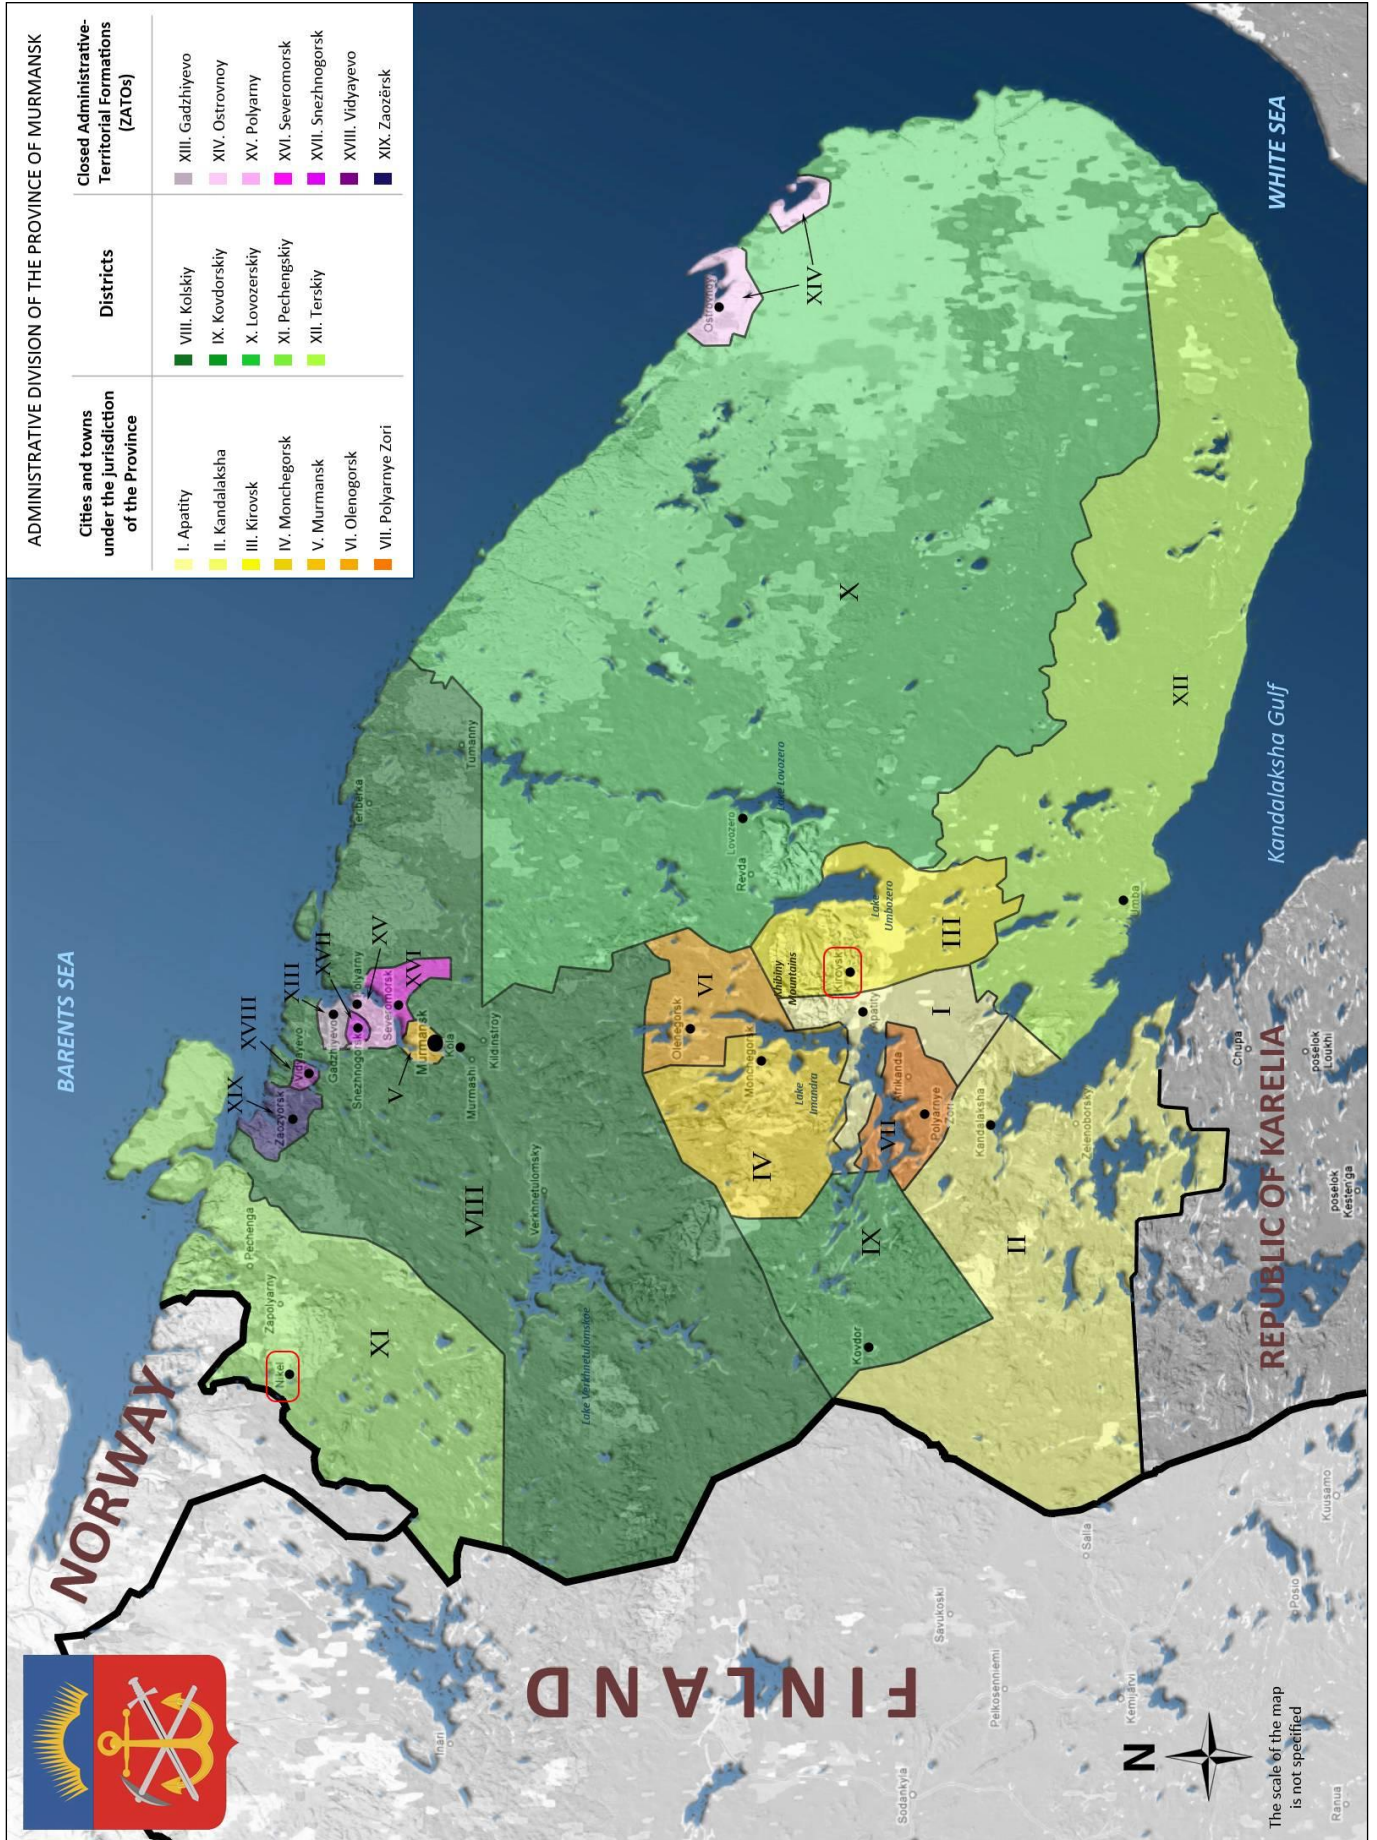 ADMINISTRATIVE DIVISION OF THE PROVINCE OF MURMANSK
Cities and towns
under the jurisdiction
of the Province
I. Apatity
II. Kandalaksha
III. Kirovsk
IV. Monchegorsk
V. Murmansk
VI. Olenogorsk
VII. Polyarnye Zori
Districts
VIII. Kolskiy
IX. Kovdorskiy
X. Lovozerskiy
XI. Pechengskiy
XII. Terskiy
Closed Administrative-
Territorial Formations
(ZATOs)
XIII. Gadzhiyevo
XIV. Ostrovnoy
XV. Polyarny
XVI. Severomorsk
XVII. Snezhnogorsk
XVIII. Vidyayevo
XIX. Zaozërsk
NORWAY
BARENTS SEA
FINLAND
REPUBLIC OF KARELIA
WHITE SEA
Kandalaksha Gulf
XIX
XVIII
XIII
XVII
XV
XVI
V
XI
VIII
IV
VI
IX
VII
I
II
III
X
XII
XIV
Nikel
Zapolyarny
Pechenga
Zaozyorsk
Vidyayevo
Gadzhiyevo
Snezhnogorsk
Polyarny
Severomorsk
Murmansk
Kola
Murmashi
Kildinstroy
Verkhnetulomsky
Lake Verkhnetulomskoe
Teriberka
Tumanny
Ostrovnoy
Olenegorsk
Monchegorsk
Lake
Imandra
Revda
Lovozero
Lake Lovozero
Khibiny
Mountains
Kirovsk
Lake
Umbozero
Apatity
Afrikanda
Polyarnye
Zori
Kovdor
Kandalaksha
Zelenoborsky
Umba
Chupa
poselok
Loukhi
poselok
Kesten'ga
Inari
Sodankyla
Savukoski
Pelkosenniemi
Salla
Kemijärvi
Posio
Kuusamo
Ranua
N
The scale of the map
is not specified